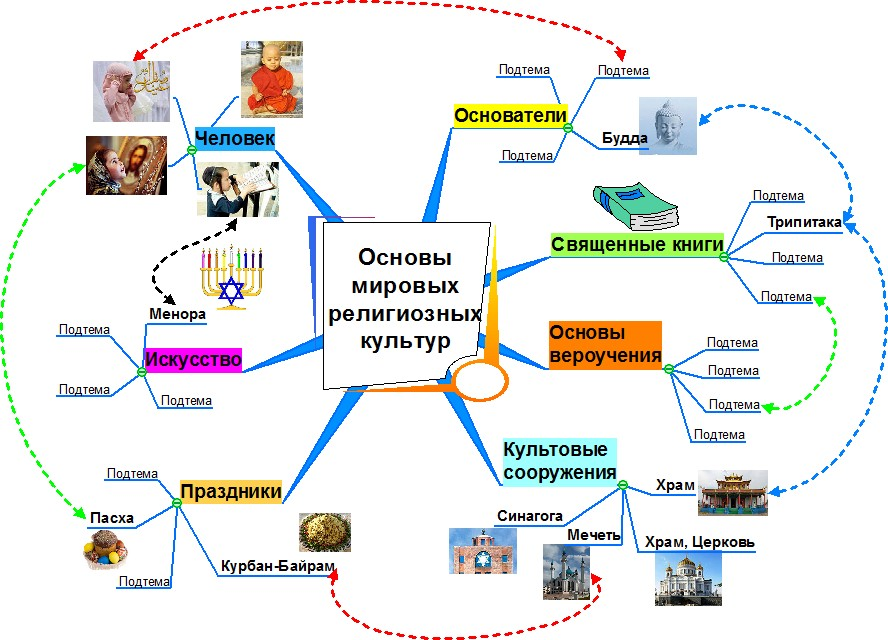 Основы
мировых
религиозных
культур
Человек
Основатели
Подтема
Подтема
Будда
Подтема
Священные книги
Подтема
Трипитака
Подтема
Подтема
Основы
вероучения
Подтема
Подтема
Подтема
Подтема
Культовые
сооружения
Храм
Храм, Церковь
Мечеть
Синагога
Праздники
Подтема
Пасха
Подтема
Курбан-Байрам
Искусство
Менора
Подтема
Подтема
Подтема